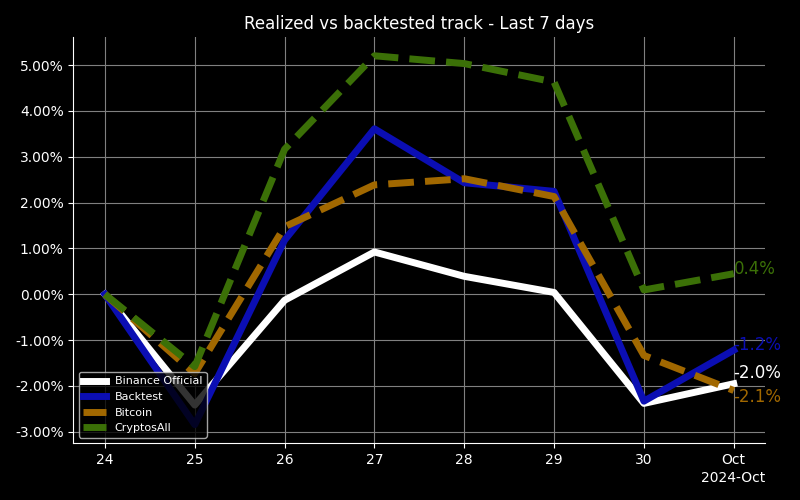 Realized vs backtested track - Last 7 days
5.00%
4.00%
3.00%
2.00%
1.00%
0.00%
-1.00%
-2.00%
-3.00%
0.4%
-1.2%
-2.0%
-2.1%
Binance Official
Backtest
Bitcoin
CryptosAll
24 25 26 27 28 29 30 Oct
2024-Oct